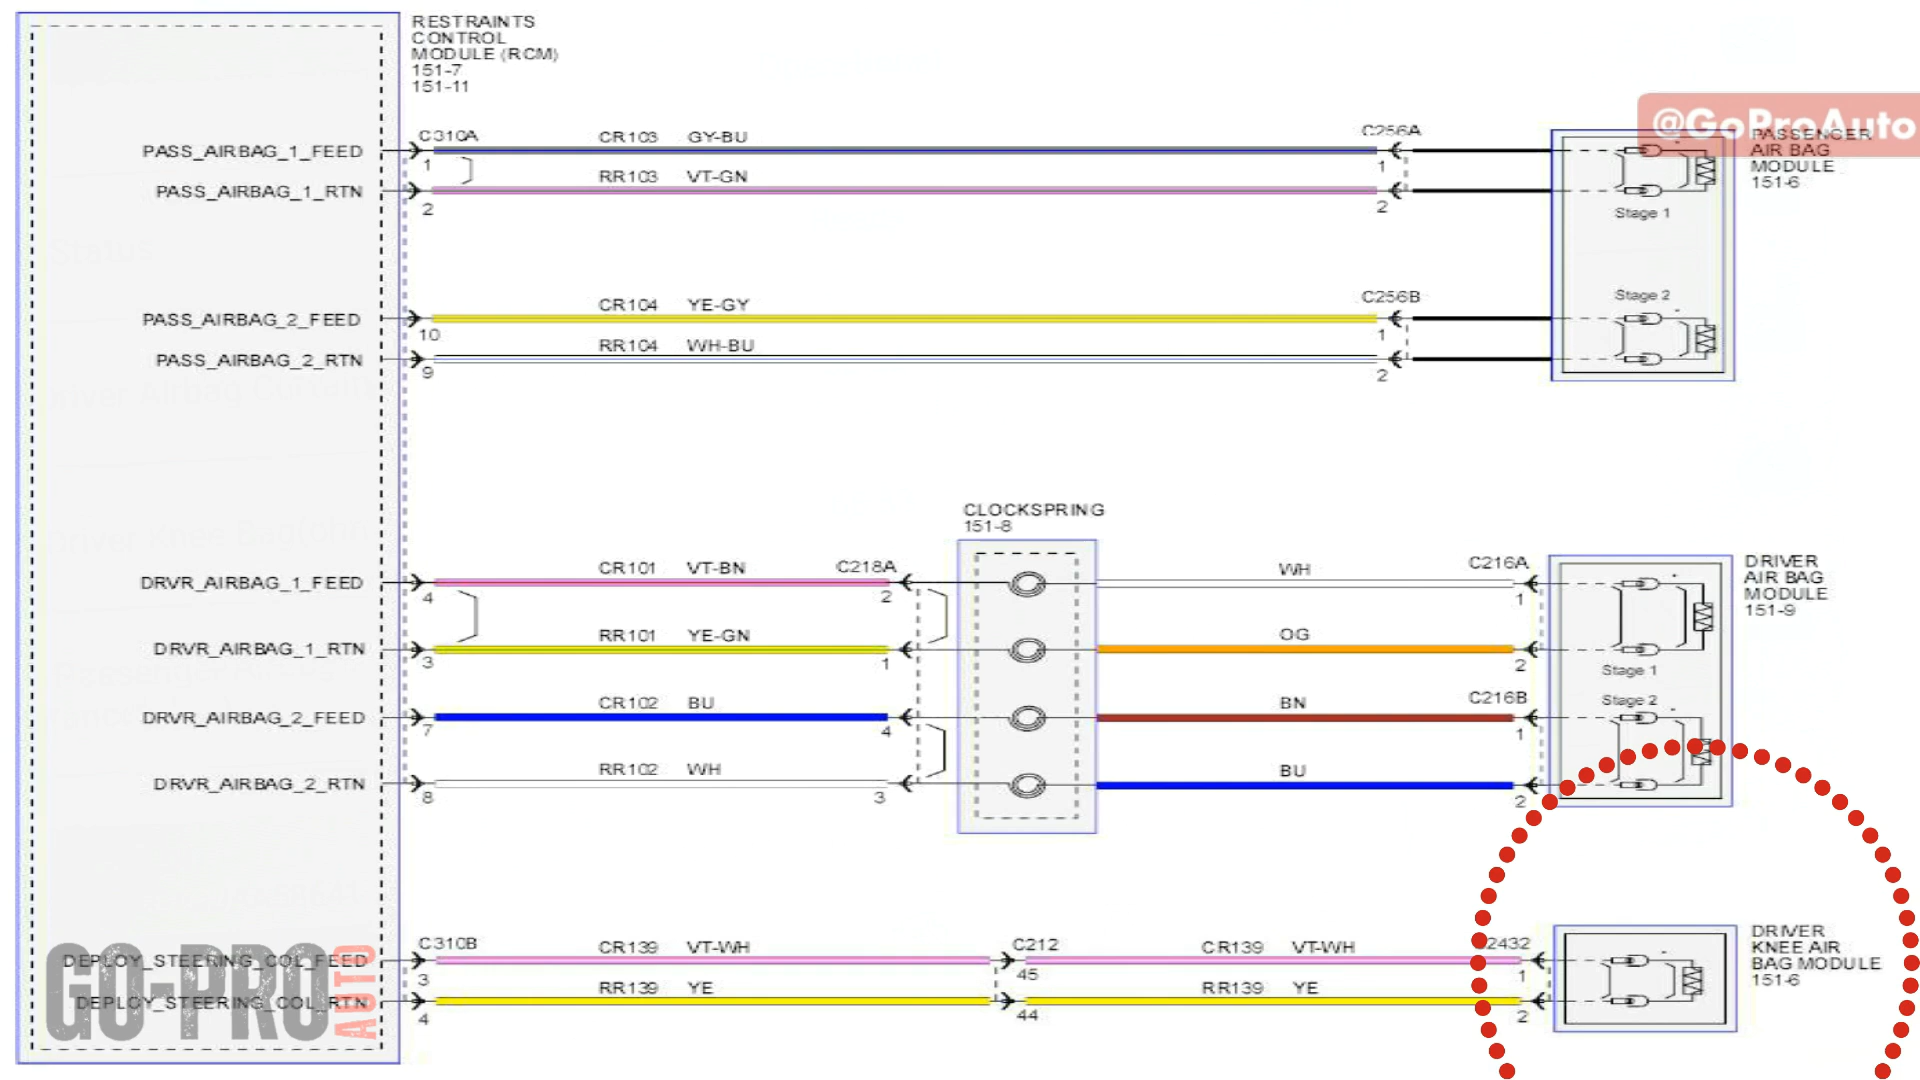 RESTRAINTS
CONTROL
MODULE (RCM)
151-7
151-11
@GoProAuto
PASSENGER
AIR BAG
MODULE
151-6
PASS_AIRBAG_1_FEED
C310A
1
CR103 GY-BU
C256A
1
PASS_AIRBAG_1_RTN
2
RR103 VT-GN
2
Stage 1
Status
PASS_AIRBAG_2_FEED
10
CR104 YE-GY
C256B
1
Stage 2
PASS_AIRBAG_2_RTN
9
RR104 WH-BU
2
CLOCKSPRING
151-8
DRVR_AIRBAG_1_FEED
4
CR101 VT-BN
C218A
2
WH
C216A
1
DRIVER
AIR BAG
MODULE
151-9
DRVR_AIRBAG_1_RTN
3
RR101 YE-GN
1
OG
2
Stage 1
DRVR_AIRBAG_2_FEED
7
CR102 BU
4
BN
C216B
1
Stage 2
DRVR_AIRBAG_2_RTN
8
RR102 WH
3
BU
2
DEPLOY_STEERING_COL_FEED
C310B
3
CR139 VT-WH
C212
45
CR139 VT-WH
C2432
1
DRIVER
KNEE AIR
BAG MODULE
151-6
DEPLOY_STEERING_COL_RTN
4
RR139 YE
44
RR139 YE
2
GO-PRO
AUTO